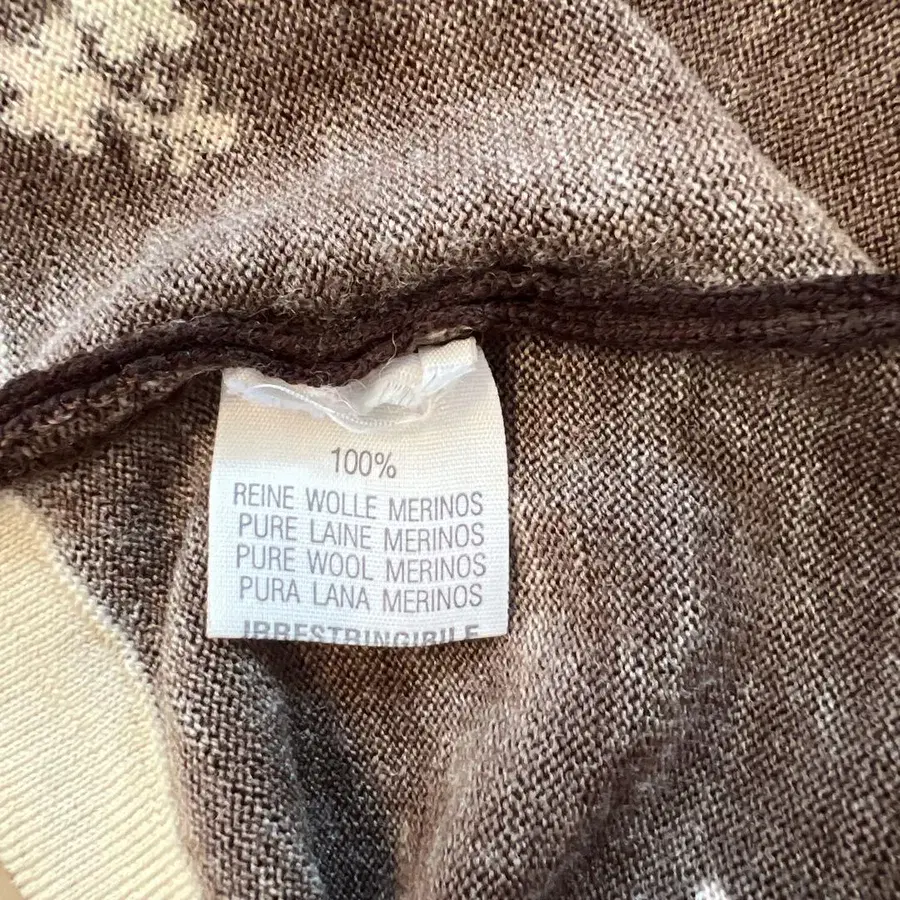 100%
REINE WOLLE MERINOS
PURE LAINE MERINOS
PURE WOOL MERINOS
PURA LANA MERINOS
IRRESTRINGIBILE